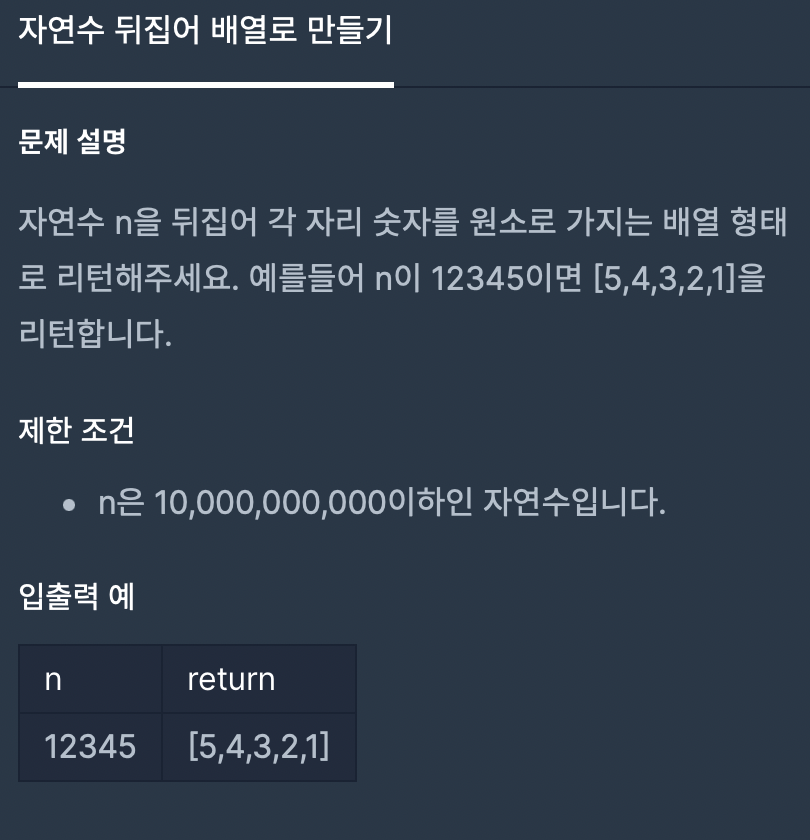 자연수 뒤집어 배열로 만들기
문제 설명
자연수 n을 뒤집어 각 자리 숫자를 원소로 가지는 배열 형태
로 리턴해주세요. 예를들어 n이 12345이면 [5,4,3,2,1]을
리턴합니다.
제한 조건
• n은 10,000,000,000이하인 자연수입니다.
입출력 예
n return
12345 [5,4,3,2,1]